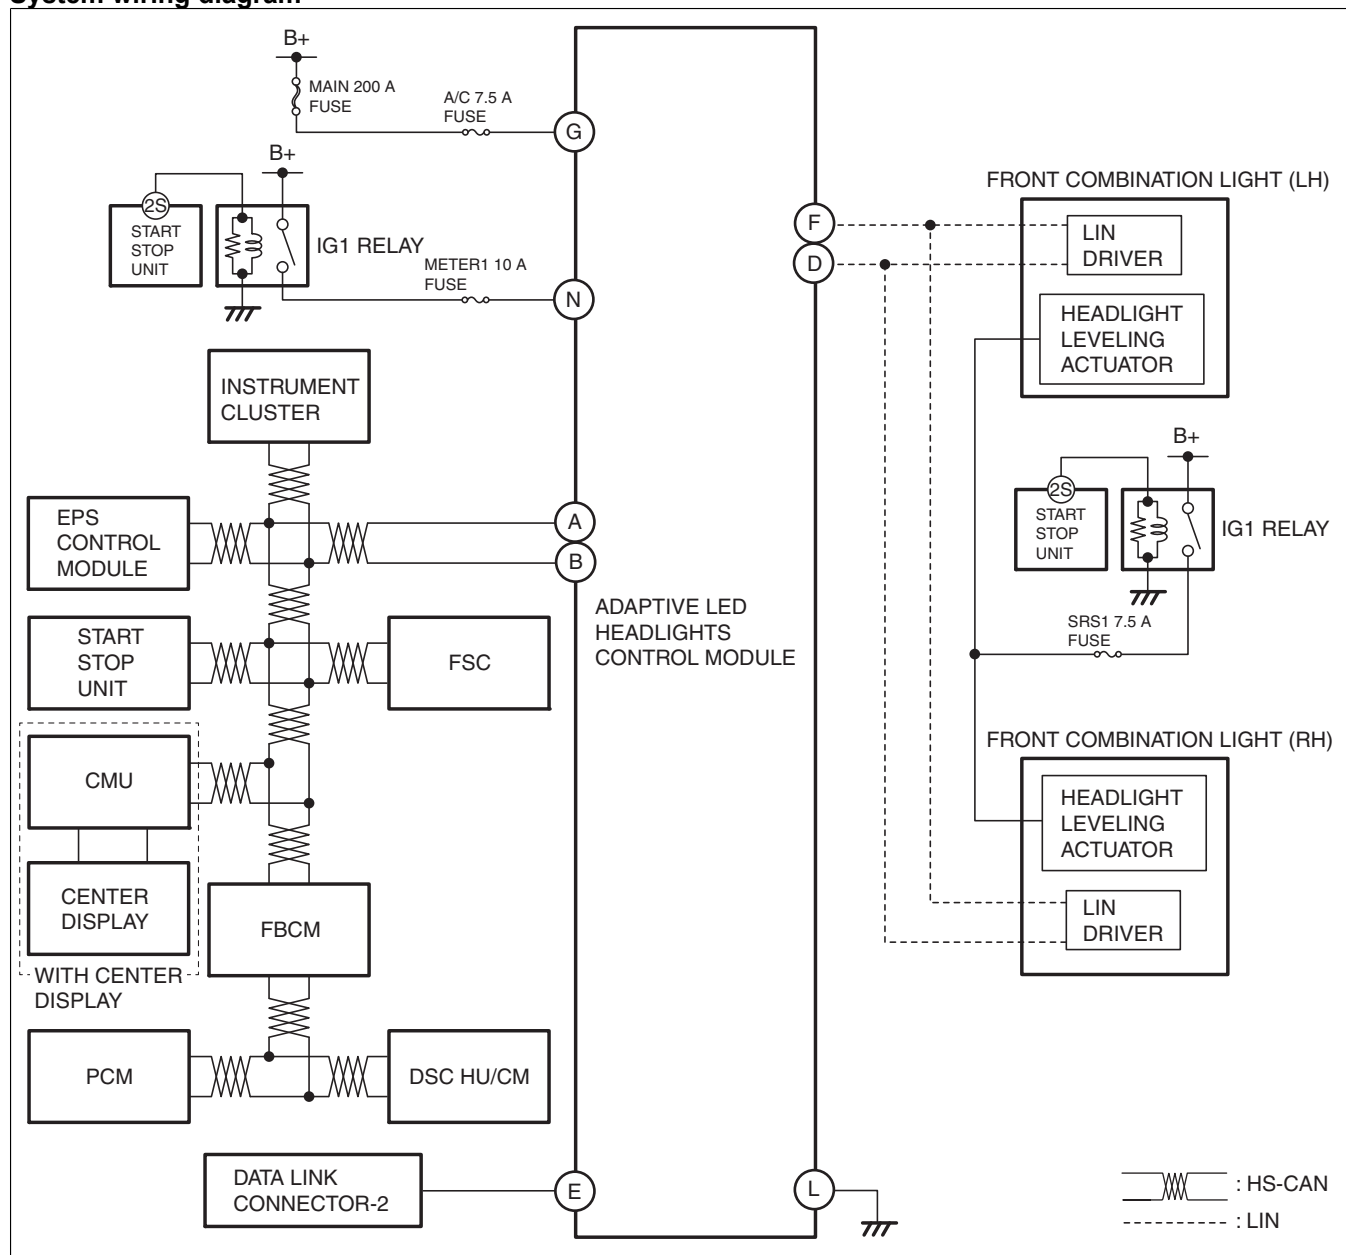 System wiring diagram
B+
MAIN 200 A
FUSE
A/C 7.5 A
FUSE
G
B+
2S
START
STOP
UNIT
IG1 RELAY
METER1 10 A
FUSE
N
INSTRUMENT
CLUSTER
EPS
CONTROL
MODULE
A
B
START
STOP
UNIT
FSC
CMU
CENTER
DISPLAY
WITH CENTER
DISPLAY
FBCM
PCM
DSC HU/CM
DATA LINK
CONNECTOR-2
E
ADAPTIVE LED
HEADLIGHTS
CONTROL MODULE
F
D
L
FRONT COMBINATION LIGHT (LH)
LIN
DRIVER
HEADLIGHT
LEVELING
ACTUATOR
B+
2S
START
STOP
UNIT
IG1 RELAY
SRS1 7.5 A
FUSE
FRONT COMBINATION LIGHT (RH)
HEADLIGHT
LEVELING
ACTUATOR
LIN
DRIVER
: HS-CAN
: LIN